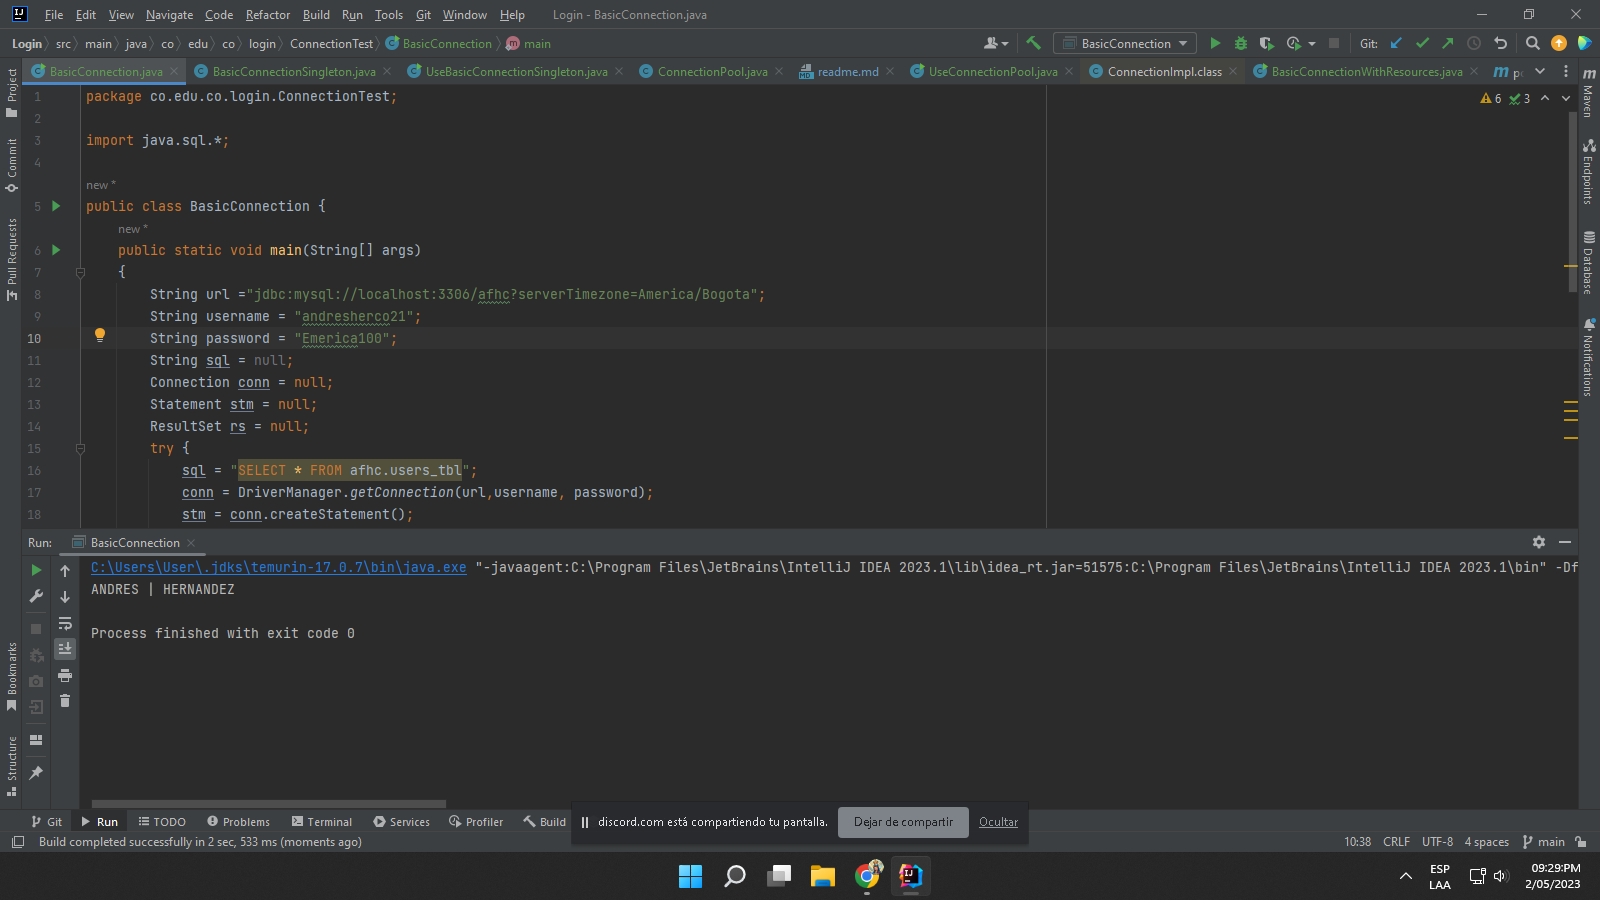 File Edit View Navigate Code Refactor Build Run Tools Git Window Help Login - BasicConnection.java
Login src main java co edu co login ConnectionTest BasicConnection main BasicConnection Git:
BasicConnection.java BasicConnectionSingleton.java UseBasicConnectionSingleton.java ConnectionPool.java readme.md UseConnectionPool.java ConnectionImpl.class BasicConnectionWithResources.java
6 3
1 package co.edu.co.login.ConnectionTest;
2
3 import java.sql.*;
4
new *
5 public class BasicConnection {
new *
6 public static void main(String[] args)
7 {
8 String url ="jdbc:mysql://localhost:3306/afhc?serverTimezone=America/Bogota";
9 String username = "andresherco21";
10 String password = "Emerica100";
11 String sql = null;
12 Connection conn = null;
13 Statement stm = null;
14 ResultSet rs = null;
15 try {
16 sql = "SELECT * FROM afhc.users_tbl";
17 conn = DriverManager.getConnection(url,username, password);
18 stm = conn.createStatement();
Project
Commit
Pull Requests
Bookmarks
Structure
Maven
Endpoints
Database
Notifications
Run: BasicConnection
C:\Users\User\.jdks\temurin-17.0.7\bin\java.exe "-javaagent:C:\Program Files\JetBrains\IntelliJ IDEA 2023.1\lib\idea_rt.jar=51575:C:\Program Files\JetBrains\IntelliJ IDEA 2023.1\bin" -Df
ANDRES | HERNANDEZ
Process finished with exit code 0
Git Run TODO Problems Terminal Services Profiler Build
discord.com está compartiendo tu pantalla. Dejar de compartir Ocultar
Build completed successfully in 2 sec, 533 ms (moments ago) 10:38 CRLF UTF-8 4 spaces main
ESP
LAA
09:29:PM
2/05/2023